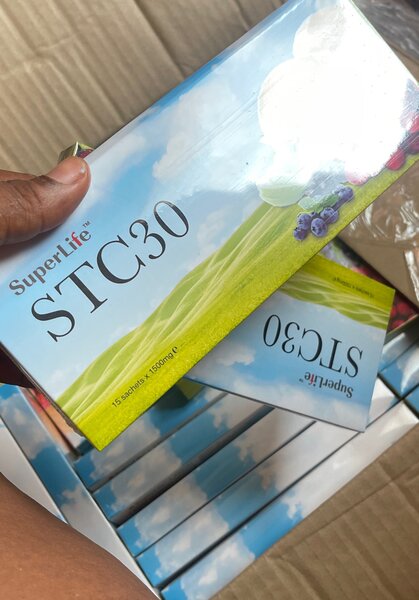 SuperLife™
STC30
15 sachets x 1500mg e
SuperLife™
STC30